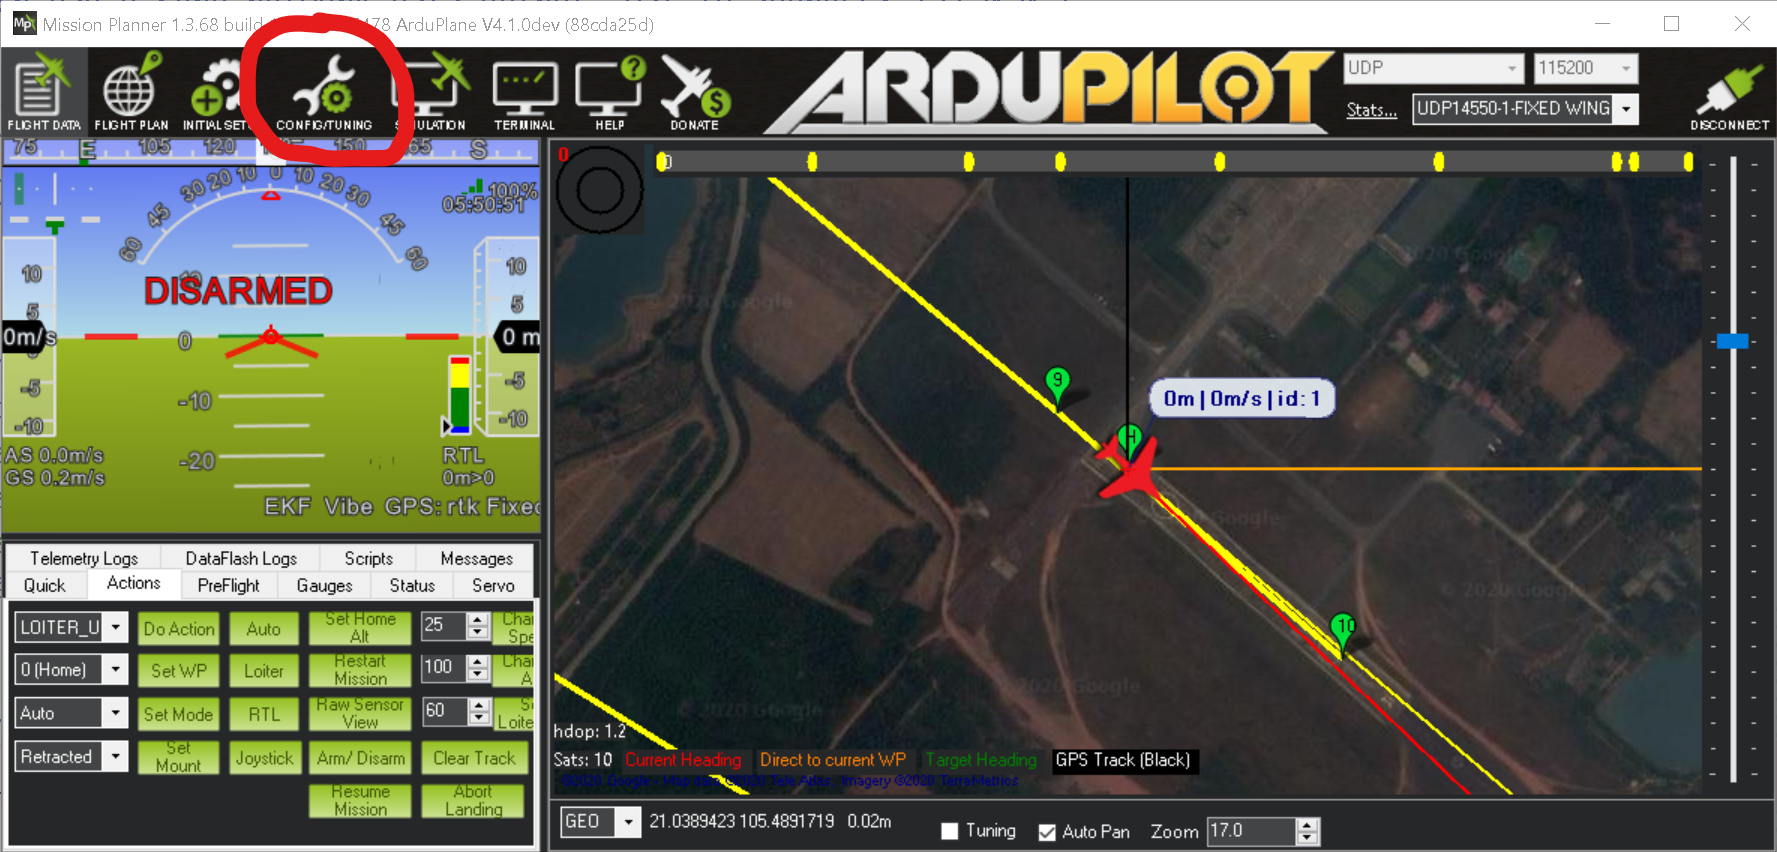 Mission Planner 1.3.68 build 478 ArduPlane V4.1.0dev (88cda25d)
FLIGHT DATA FLIGHT PLAN INITIAL SETU CONFIG/TUNING ULATION TERMINAL HELP DONATE
ARDUPILOT
UDP 115200
Stats... UDP14550-1-FIXED WING
DISCONNECT
75 E 105 120 150 165 S
60 45 30 20 10 0 10 20 30 45 60
100%
05:50:51
DISARMED
10 5 -5 -10
0m/s
10 0 -10 -20
10 5 -5 -10
0 m
AS 0.0m/s
GS 0.2m/s
RTL
0m>0
EKF Vibe GPS: rtk Fixed
Telemetry Logs DataFlash Logs Scripts Messages
Quick Actions PreFlight Gauges Status Servo
LOITER_U Do Action Auto Set Home Alt 25 Cha Spe
0 (Home) Set WP Loiter Restart Mission 100 Cha A
Auto Set Mode RTL Raw Sensor View 60 S Loite
Retracted Set Mount Joystick Arm/ Disarm Clear Track
Resume Mission Abort Landing
0
0
9
0m | 0m/s | id: 1
H
10
©2020 Google
hdop: 1.2
Sats: 10 Current Heading Direct to current WP Target Heading GPS Track (Black)
©2020 Google - Map data ©2020 Tele Atlas, Imagery ©2020 TerraMetrics
GEO 21.0389423 105.4891719 0.02m Tuning Auto Pan Zoom 17.0